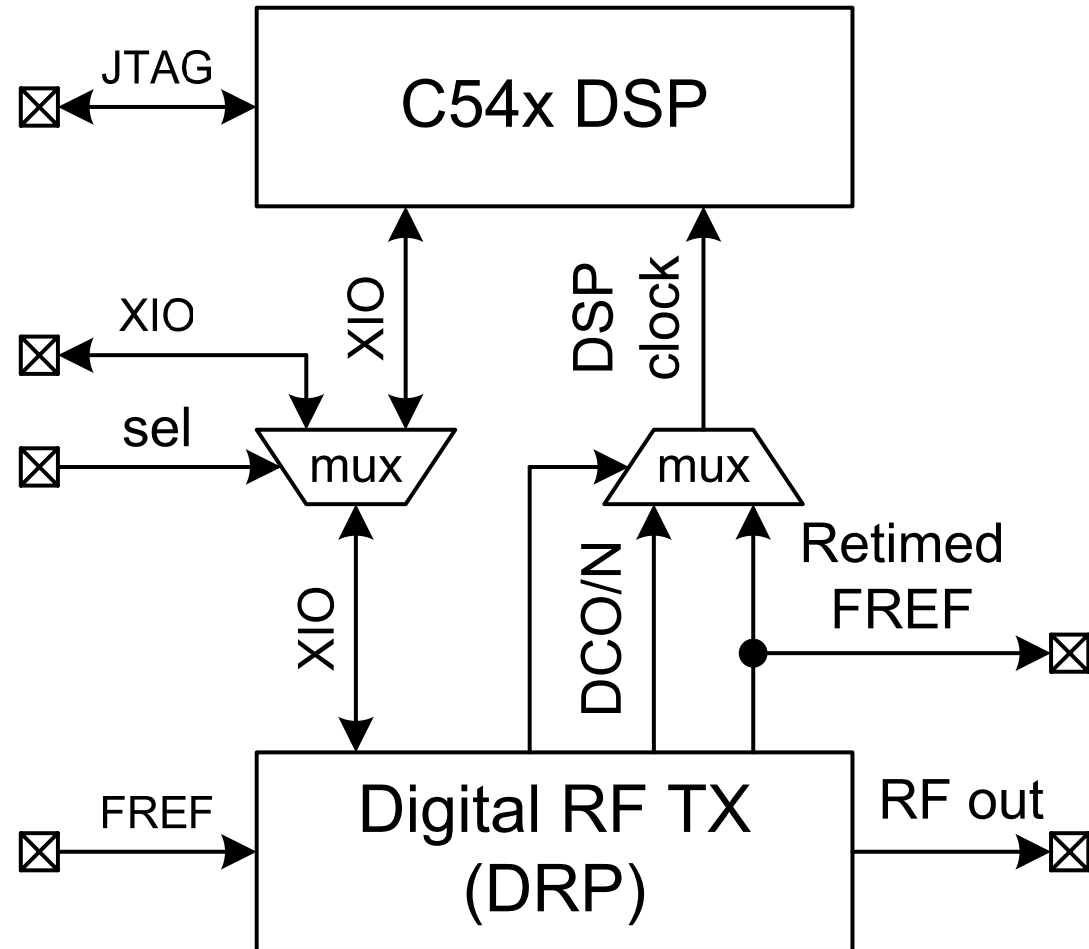 JTAG
C54x DSP
XIO
XIO
DSP
clock
sel
mux
mux
XIO
DCO/N
Retimed
FREF
FREF
Digital RF TX
(DRP)
RF out